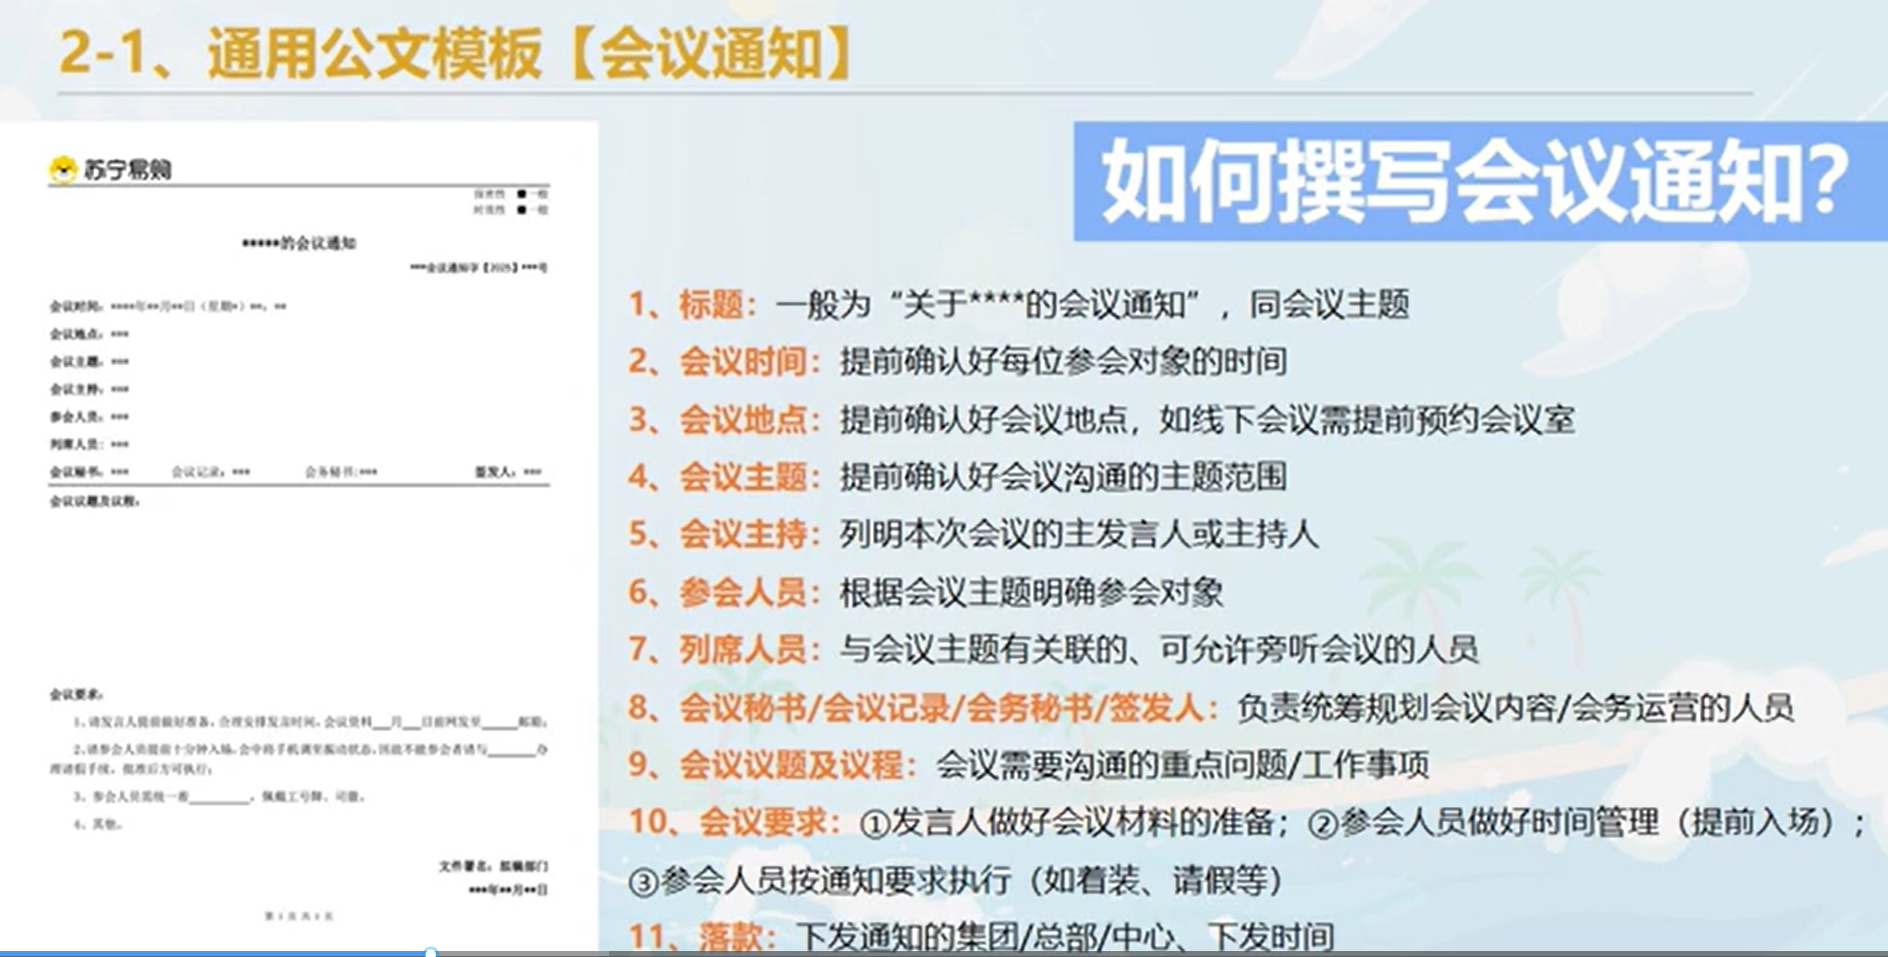 2-1、通用公文模板【会议通知】
苏宁易购
保密性 ■一般
时效性 ■一般
*****的会议通知
***会议通知字【2025】***号
会议时间：****年**月**日（星期*）**：**
会议地点：***
会议主题：***
会议主持：***
参会人员：***
列席人员：***
会议秘书：*** 会议记录：*** 会务秘书:*** 签发人：***
会议议题及议程：
会议要求：
1、请发言人提前做好准备，合理安排发言时间，会议资料__月__日前网发至____邮箱；
2、请参会人员提前十分钟入场，会中将手机调至振动状态，因故不能参会者请与_____办
理请假手续，批准后方可执行；
3、参会人员需统一着______，佩戴工号牌、司徽。
4、其他。
文件署名：拟稿部门
***年**月**日
第 1 页 共 1 页
如何撰写会议通知？
1、标题：一般为“关于****的会议通知”，同会议主题
2、会议时间：提前确认好每位参会对象的时间
3、会议地点：提前确认好会议地点，如线下会议需提前预约会议室
4、会议主题：提前确认好会议沟通的主题范围
5、会议主持：列明本次会议的主发言人或主持人
6、参会人员：根据会议主题明确参会对象
7、列席人员：与会议主题有关联的、可允许旁听会议的人员
8、会议秘书/会议记录/会务秘书/签发人：负责统筹规划会议内容/会务运营的人员
9、会议议题及议程：会议需要沟通的重点问题/工作事项
10、会议要求：①发言人做好会议材料的准备；②参会人员做好时间管理（提前入场）；
③参会人员按通知要求执行（如着装、请假等）
11、落款：下发通知的集团/总部/中心、下发时间